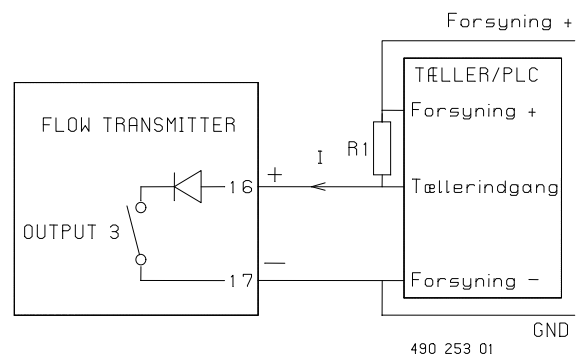 Forsyning +
TÆLLER/PLC
Forsyning +
FLOW TRANSMITTER
R1
I
+
16
Tællerindgang
OUTPUT 3
—
17
Forsyning -
GND
490 253 01